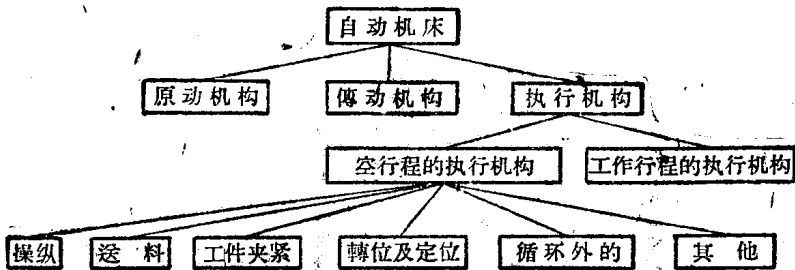 自动机床
原动机构 傳动机构 执行机构
空行程的执行机构 工作行程的执行机构
操纵 送料 工件夹紧 轉位及定位 循环外的 其他